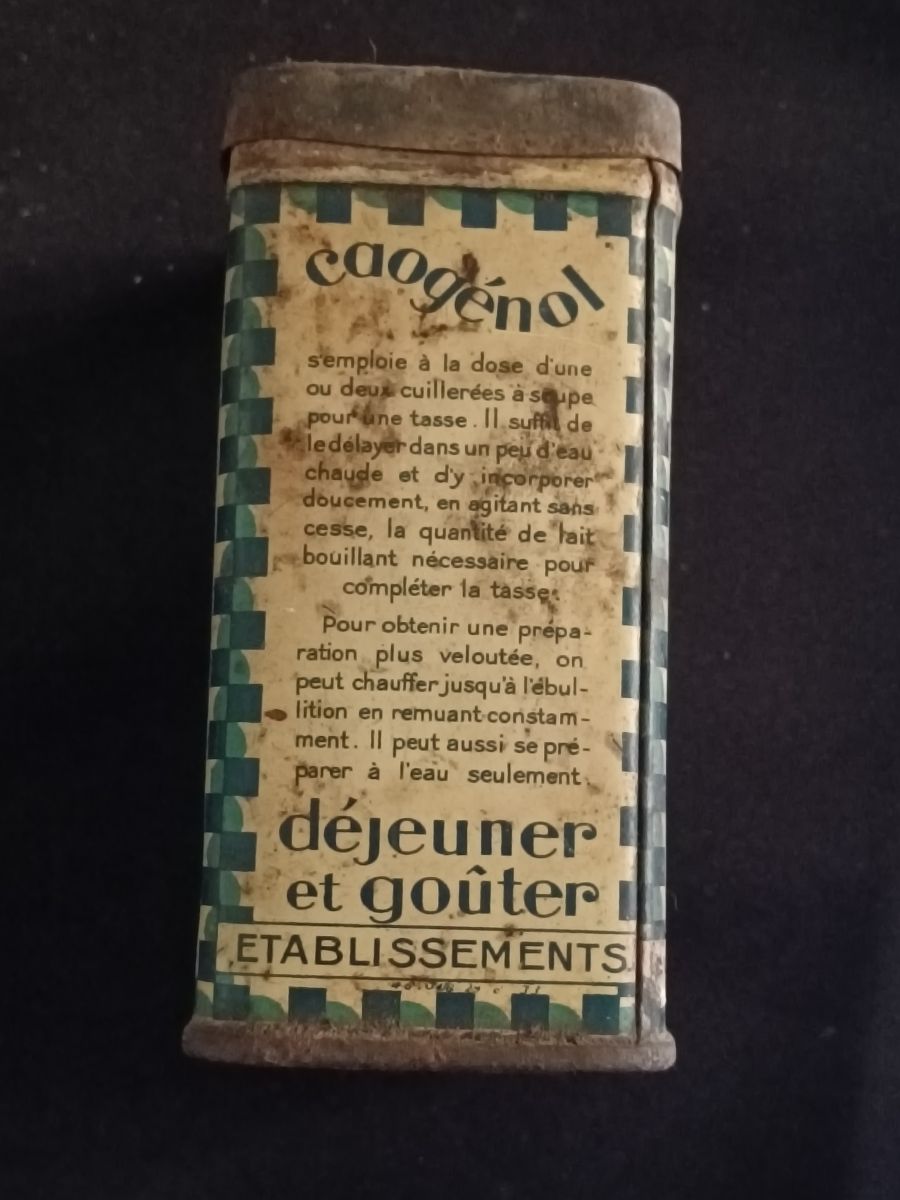 caogénol
s'emploie à la dose d'une
ou deux cuillerées à soupe
pour une tasse. Il suffit de
le délayer dans un peu d'eau
chaude et d'y incorporer
doucement, en agitant sans
cesse, la quantité de lait
bouillant nécessaire pour
compléter la tasse.
Pour obtenir une prépa-
ration plus veloutée, on
peut chauffer jusqu'à l'ébul-
lition en remuant constam-
ment. Il peut aussi se pré-
parer à l'eau seulement.
déjeuner
et goûter
ETABLISSEMENTS